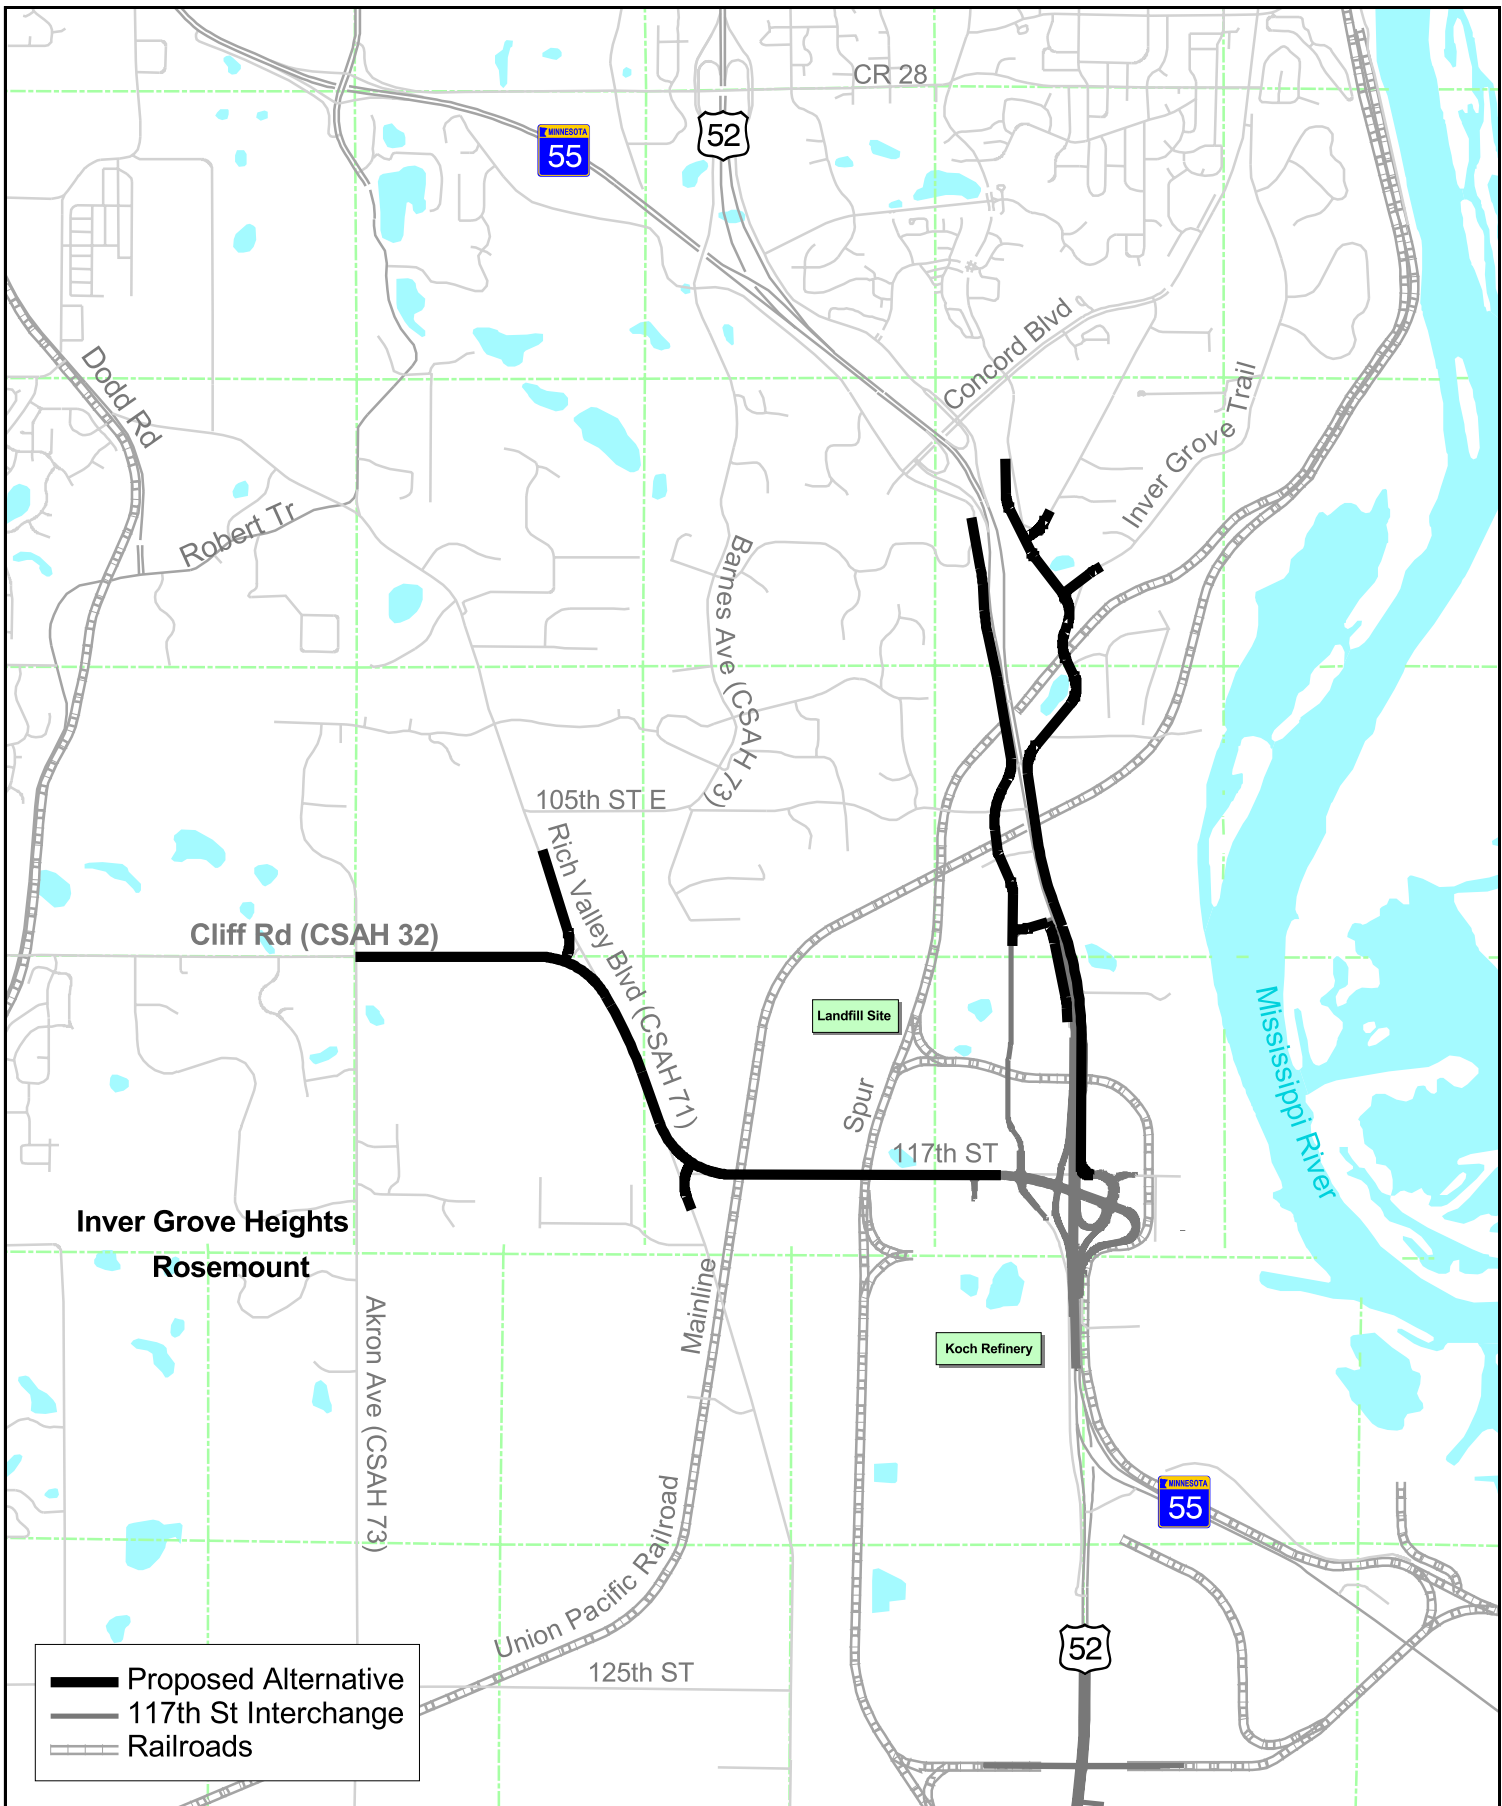 CR 28
MINNESOTA
55
52
Concord Blvd
Dodd Rd
Inver Grove Trail
Robert Tr
Barnes Ave (CSAH 73)
105th ST E
Rich Valley Blvd (CSAH 71)
Cliff Rd (CSAH 32)
Landfill Site
Mississippi River
Spur
117th ST
Inver Grove Heights
Rosemount
Mainline
Akron Ave (CSAH 73)
Koch Refinery
MINNESOTA
55
Union Pacific Railroad
52
125th ST
Proposed Alternative
117th St Interchange
Railroads